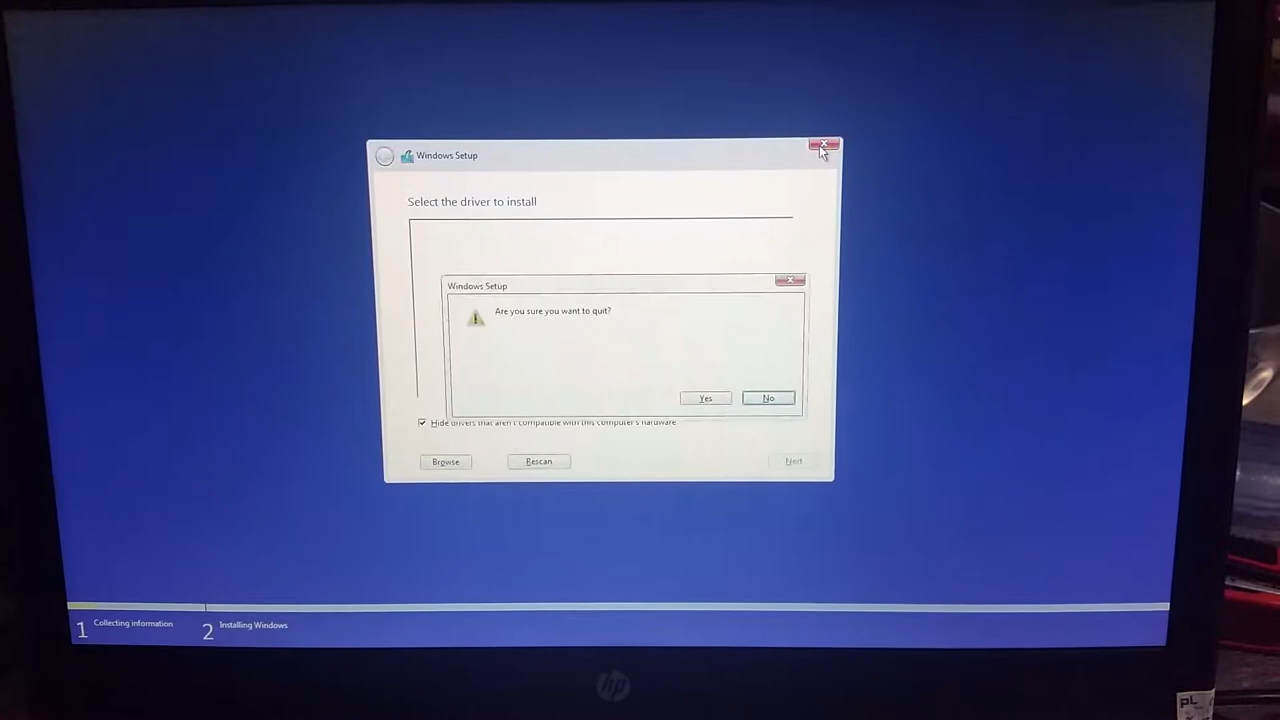 Windows Setup
Select the driver to install
Windows Setup
Are you sure you want to quit?
Yes
No
Hide drivers that aren't compatible with this computer's hardware
Browse
Rescan
Next
1 Collecting information
2 Installing Windows
hp
PL